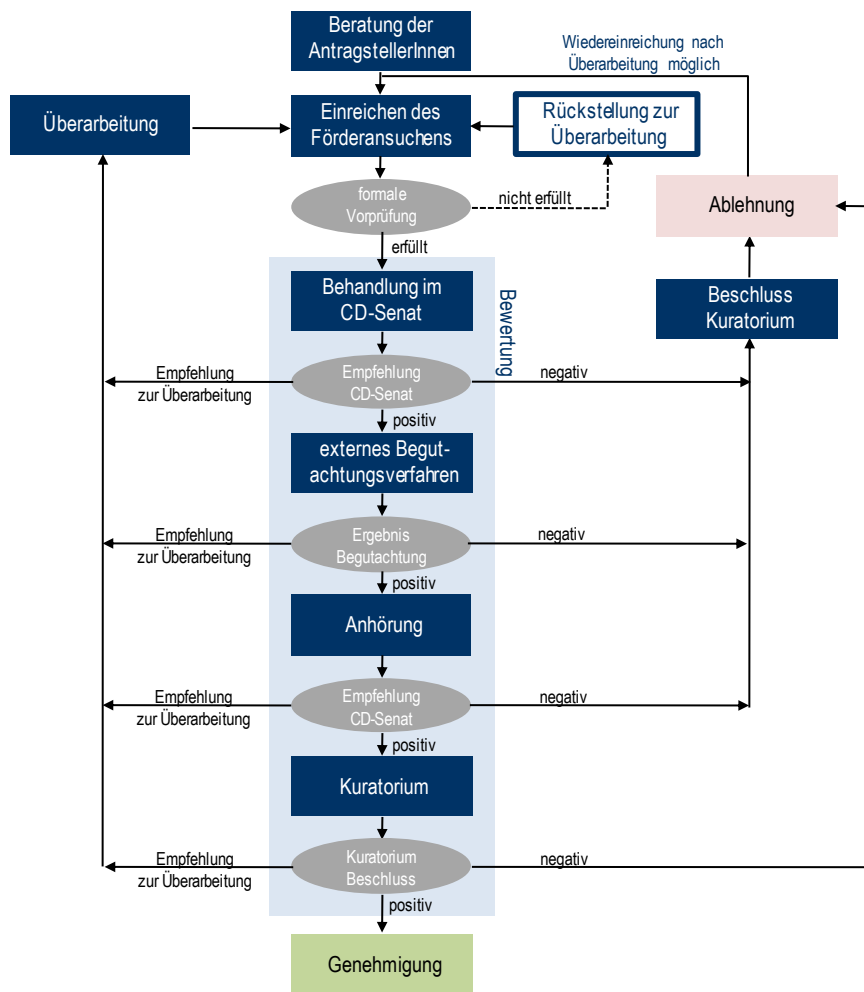 Beratung der
AntragstellerInnen
Wiedereinreichung nach
Überarbeitung möglich
Überarbeitung
Einreichen des
Förderansuchens
Rückstellung zur
Überarbeitung
formale
Vorprüfung
nicht erfüllt
Ablehnung
erfüllt
Behandlung im
CD-Senat
Bewertung
Beschluss
Kuratorium
Empfehlung
zur Überarbeitung
Empfehlung
CD-Senat
negativ
positiv
externes Begut-
achtungsverfahren
Empfehlung
zur Überarbeitung
Ergebnis
Begutachtung
negativ
positiv
Anhörung
Empfehlung
zur Überarbeitung
Empfehlung
CD-Senat
negativ
positiv
Kuratorium
Empfehlung
zur Überarbeitung
Kuratorium
Beschluss
negativ
positiv
Genehmigung